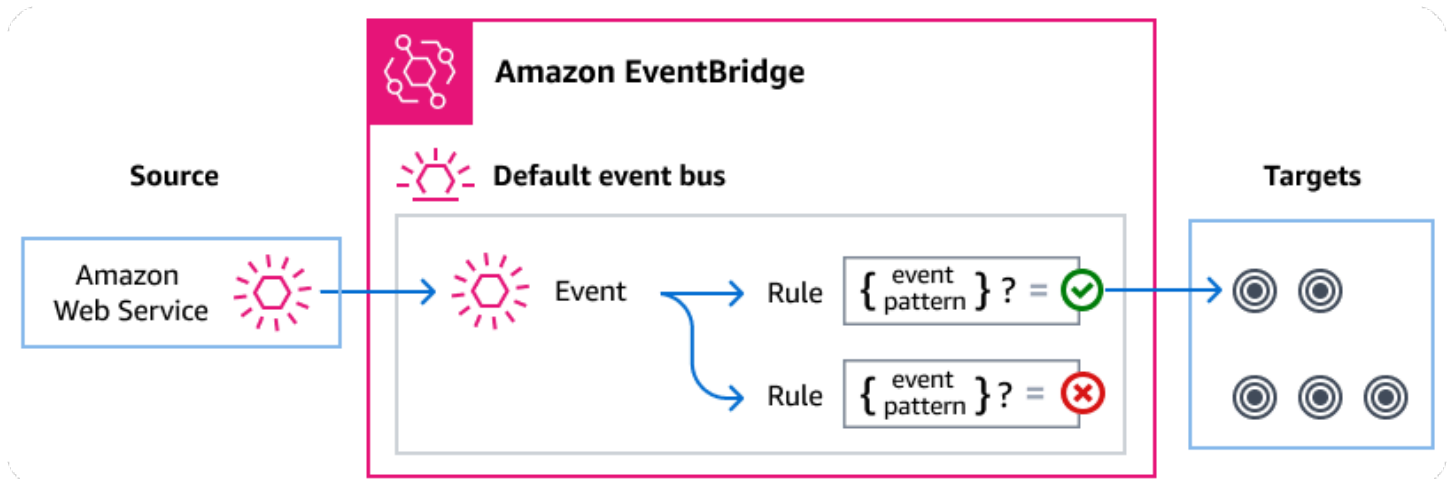 Amazon EventBridge
Source
Default event bus
Targets
Amazon
Web Service
Event
Rule
{ event
pattern } ? =
Rule
{ event
pattern } ? =